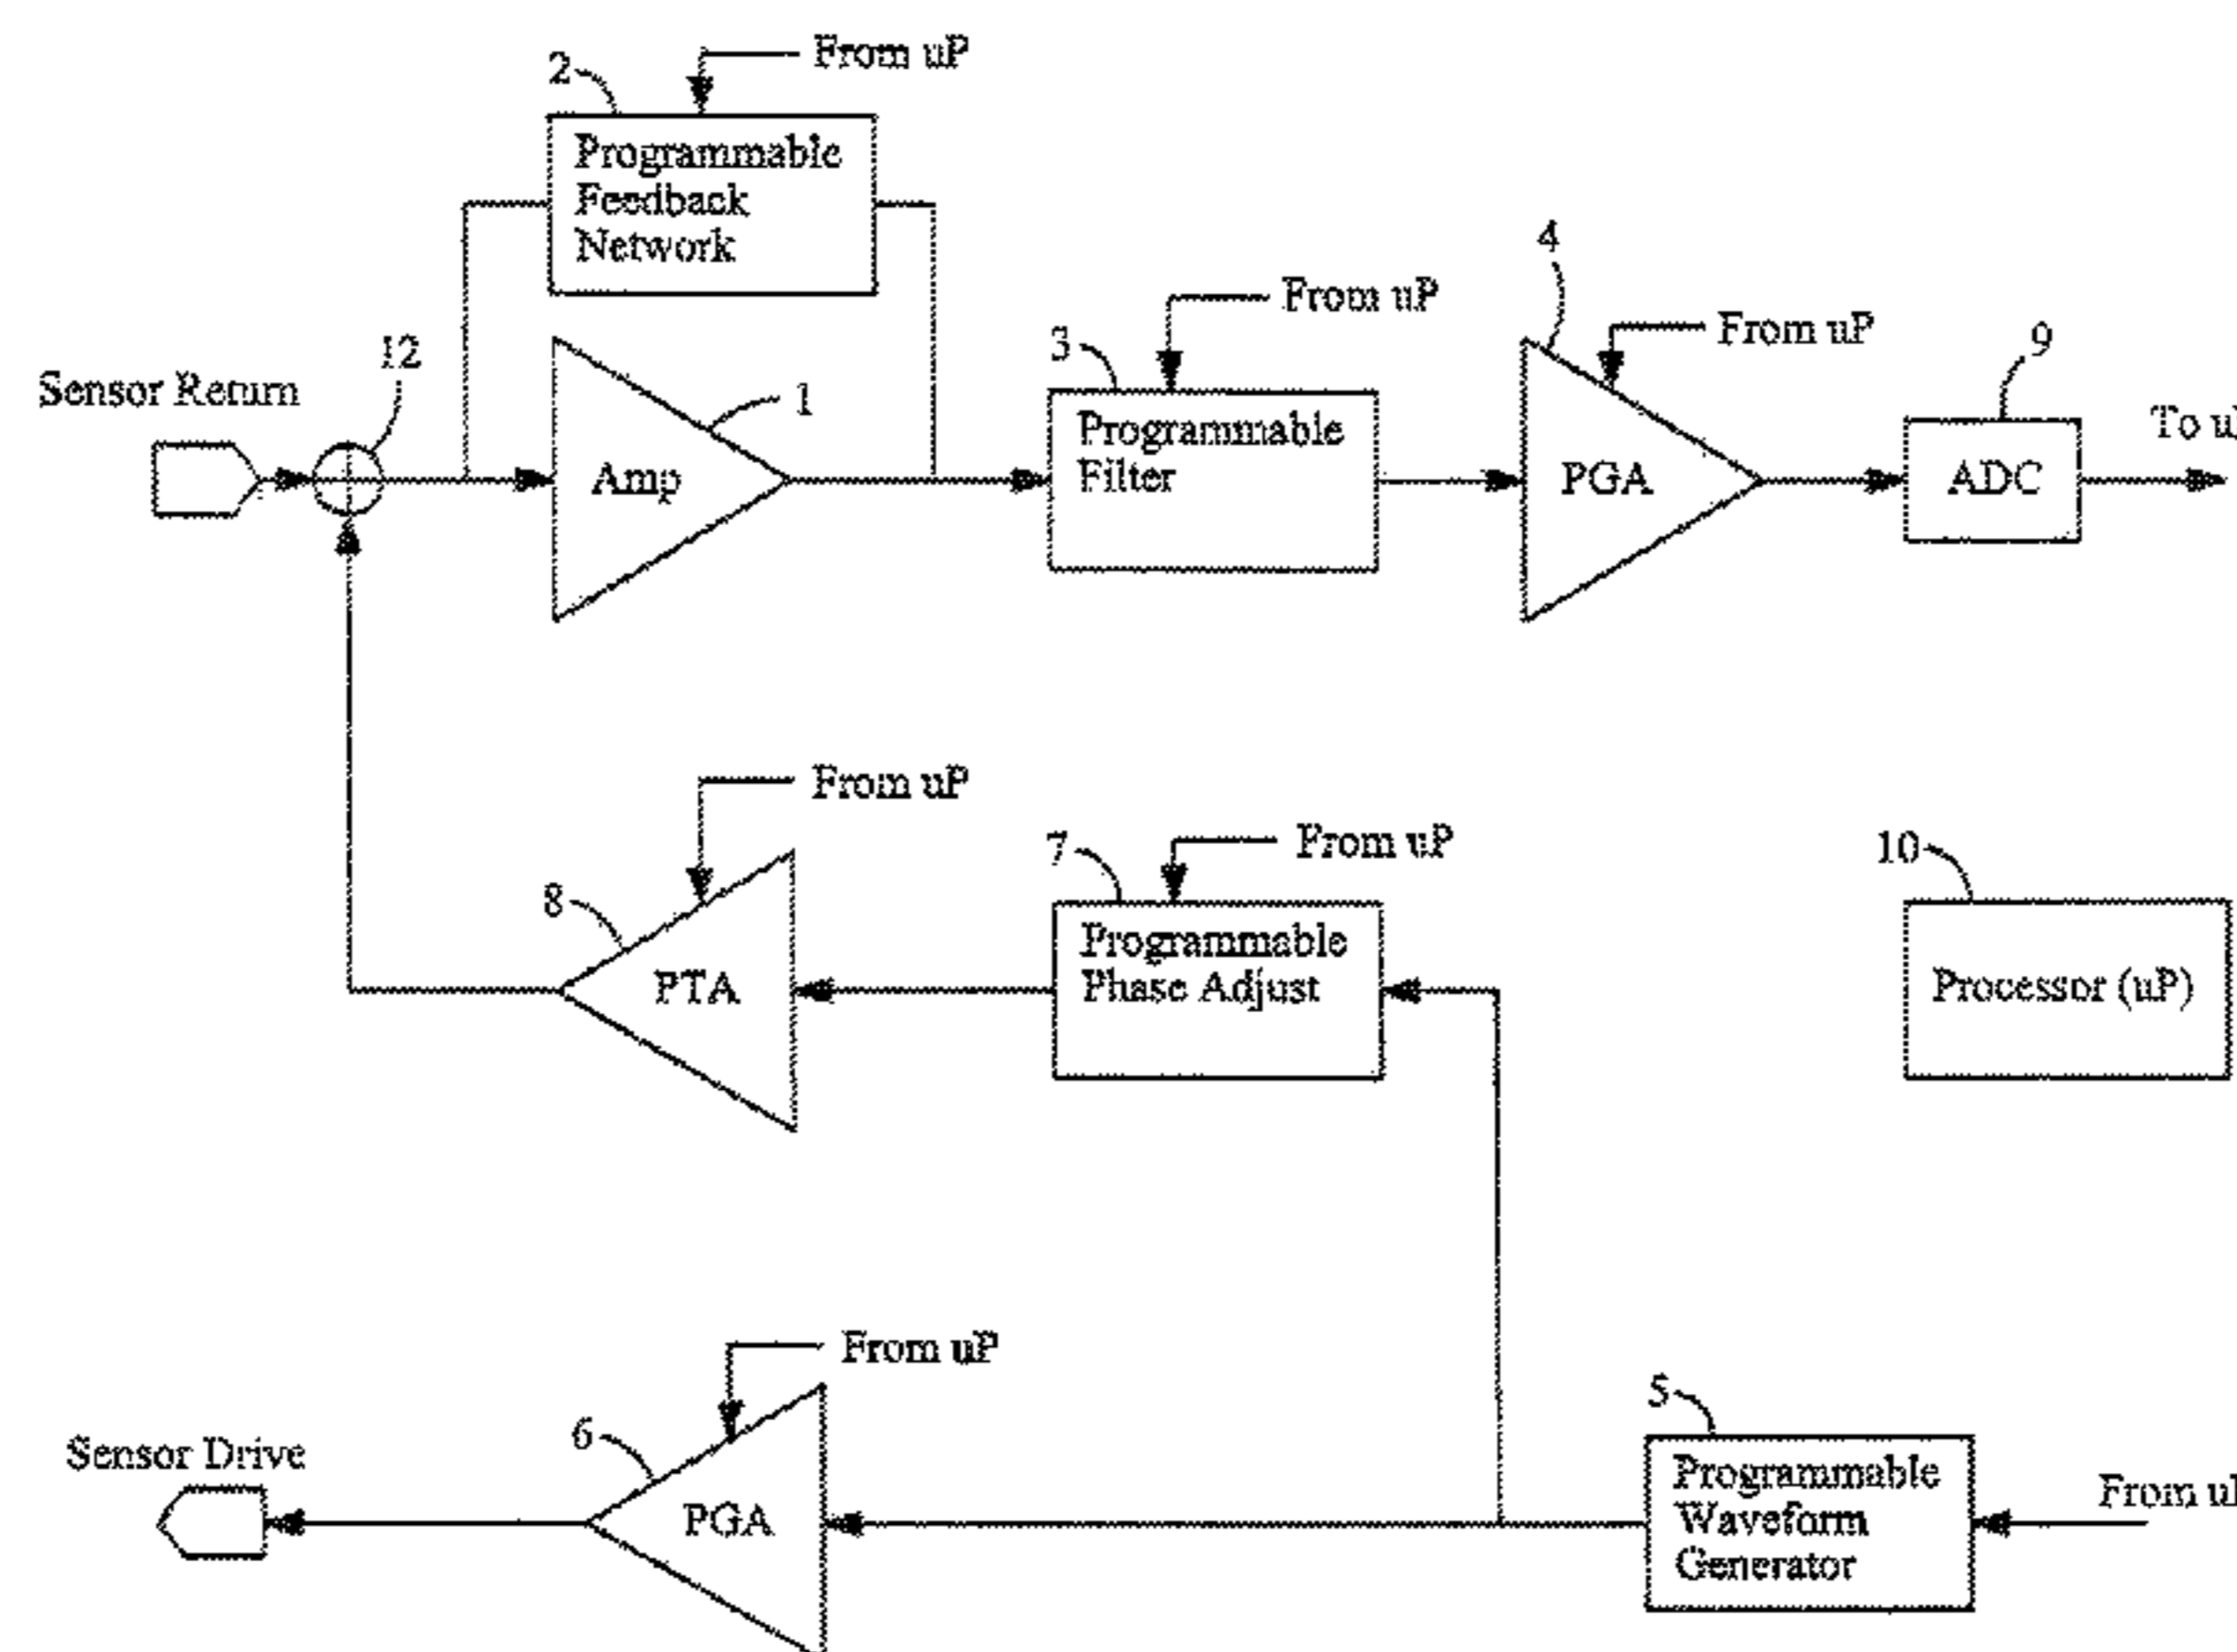 2
From uP
Programmable
Feedback
Network
4
From uP
3
From uP
9
12
Sensor Return
1
To u
Programmable
Filter
Amp
PGA
ADC
From uP
7
From uP
10
8
Programmable
Phase Adjust
PTA
Processor (uP)
From uP
5
6
Sensor Drive
Programmable
Waveform
Generator
From u
PGA